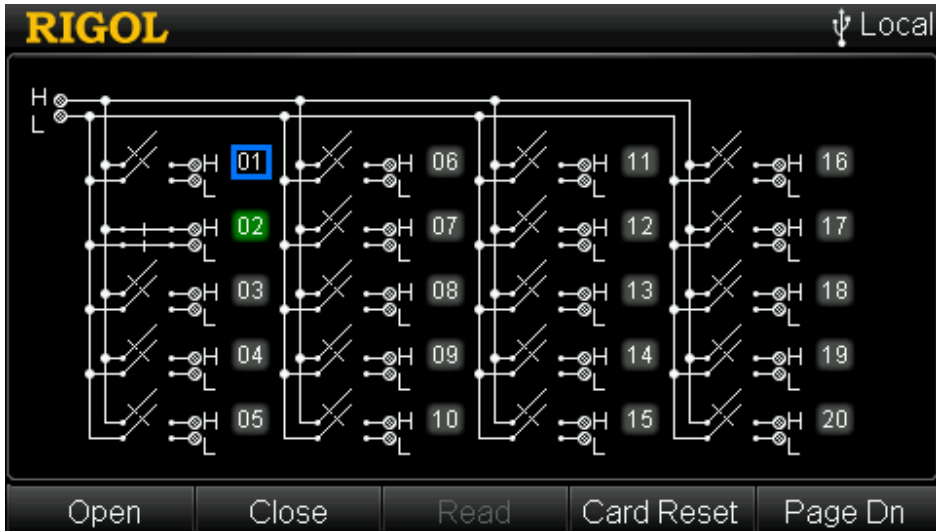 RIGOL Local
H
L
H 01 H 06 H 11 H 16
L L L L
H 02 H 07 H 12 H 17
L L L L
H 03 H 08 H 13 H 18
L L L L
H 04 H 09 H 14 H 19
L L L L
H 05 H 10 H 15 H 20
L L L L
Open Close Read Card Reset Page Dn